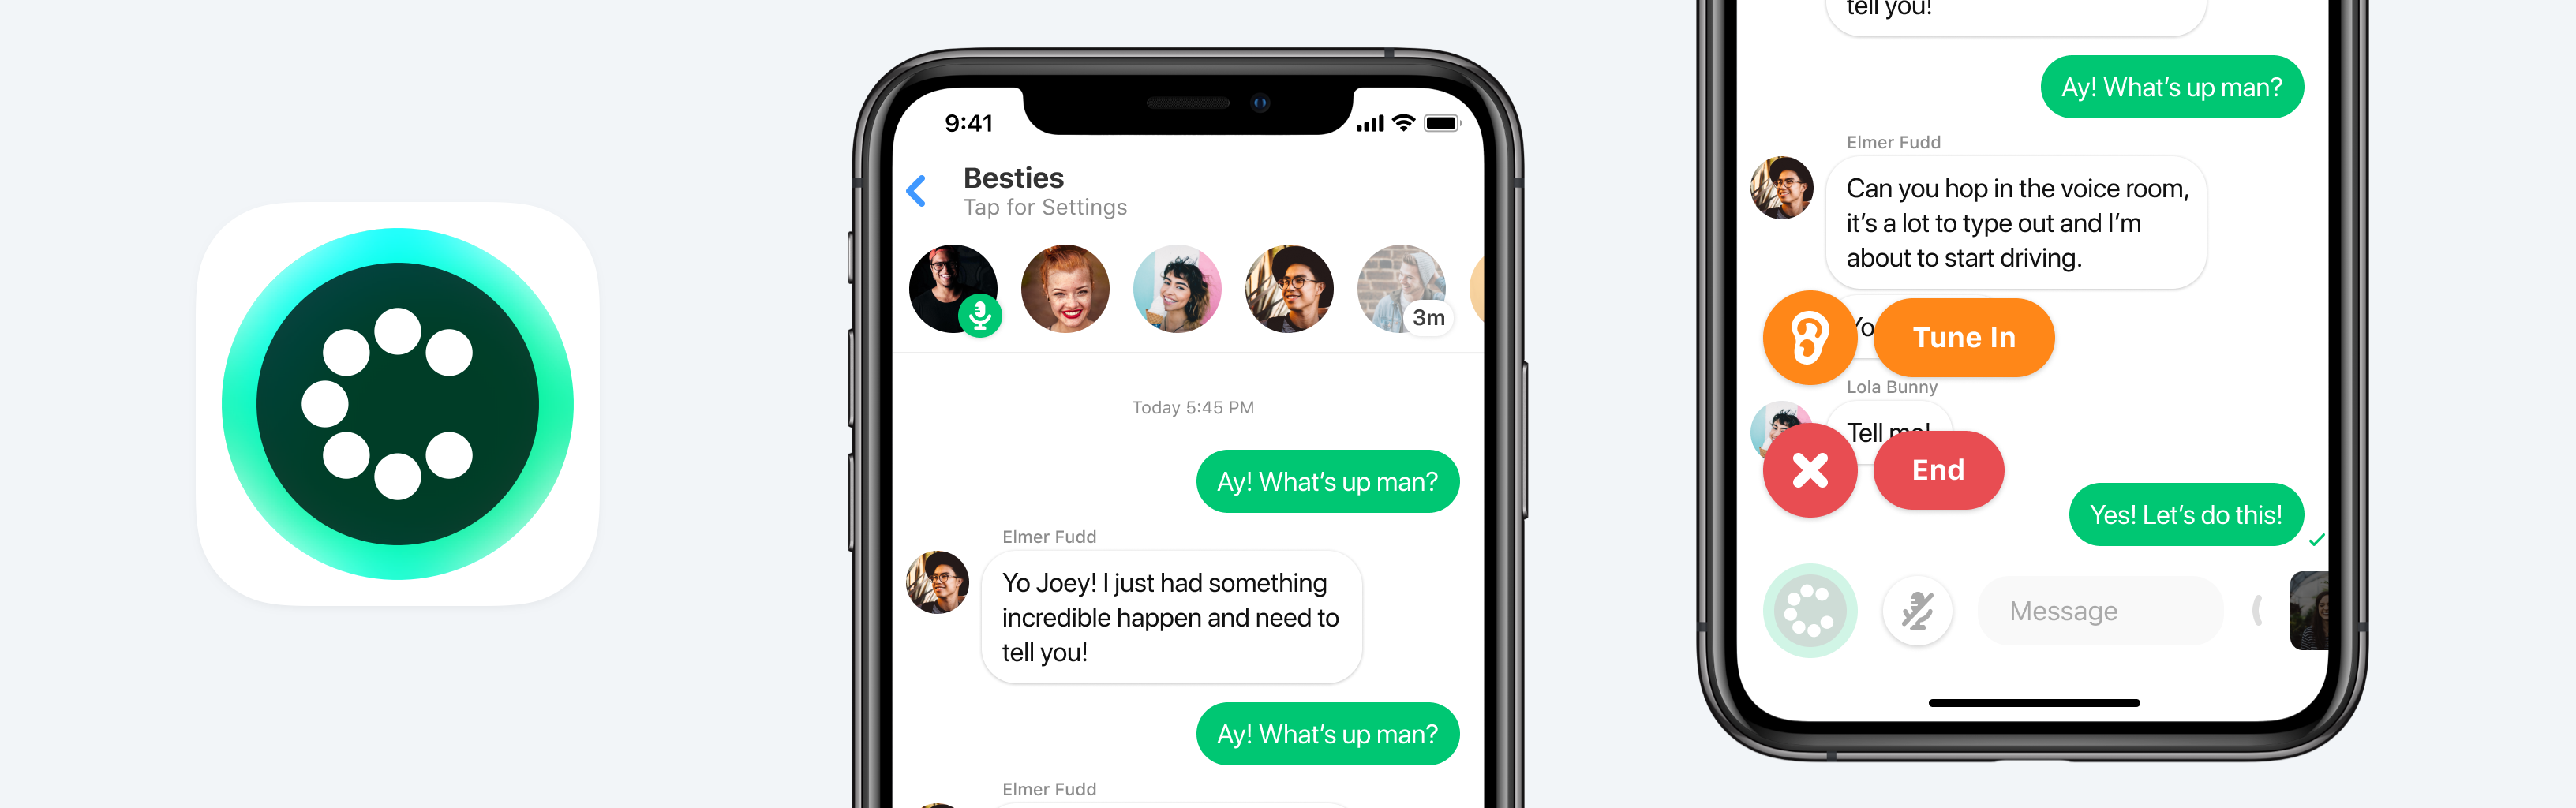 9:41
Besties
Tap for Settings
3m
Today 5:45 PM
Ay! What's up man?
Elmer Fudd
Yo Joey! I just had something
incredible happen and need to
tell you!
Ay! What's up man?
Elmer Fudd
tell you!
Ay! What's up man?
Elmer Fudd
Can you hop in the voice room,
it's a lot to type out and I'm
about to start driving.
Yo
Tune In
Lola Bunny
Tell me!
End
Yes! Let's do this!
Message